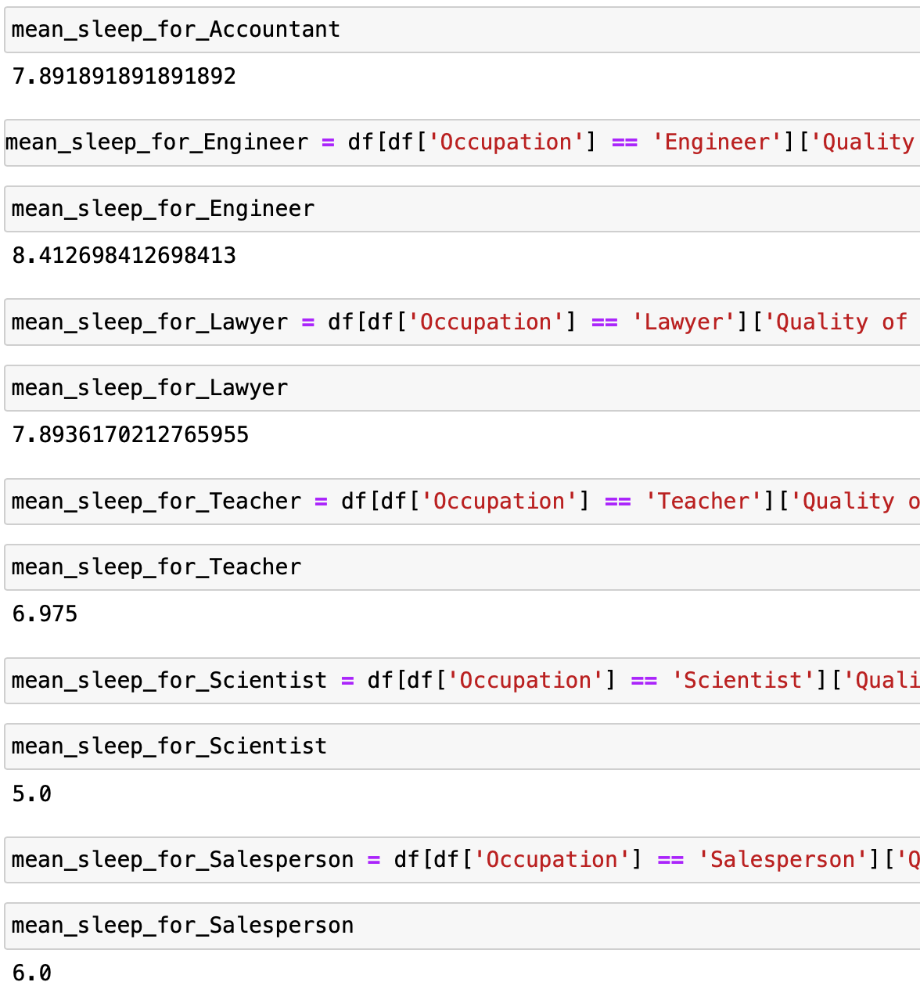 mean_sleep_for_Accountant
7.891891891891892
mean_sleep_for_Engineer = df[df['Occupation'] == 'Engineer']['Quality
mean_sleep_for_Engineer
8.412698412698413
mean_sleep_for_Lawyer = df[df['Occupation'] == 'Lawyer']['Quality of
mean_sleep_for_Lawyer
7.8936170212765955
mean_sleep_for_Teacher = df[df['Occupation'] == 'Teacher']['Quality o
mean_sleep_for_Teacher
6.975
mean_sleep_for_Scientist = df[df['Occupation'] == 'Scientist']['Quali
mean_sleep_for_Scientist
5.0
mean_sleep_for_Salesperson = df[df['Occupation'] == 'Salesperson']['Q
mean_sleep_for_Salesperson
6.0